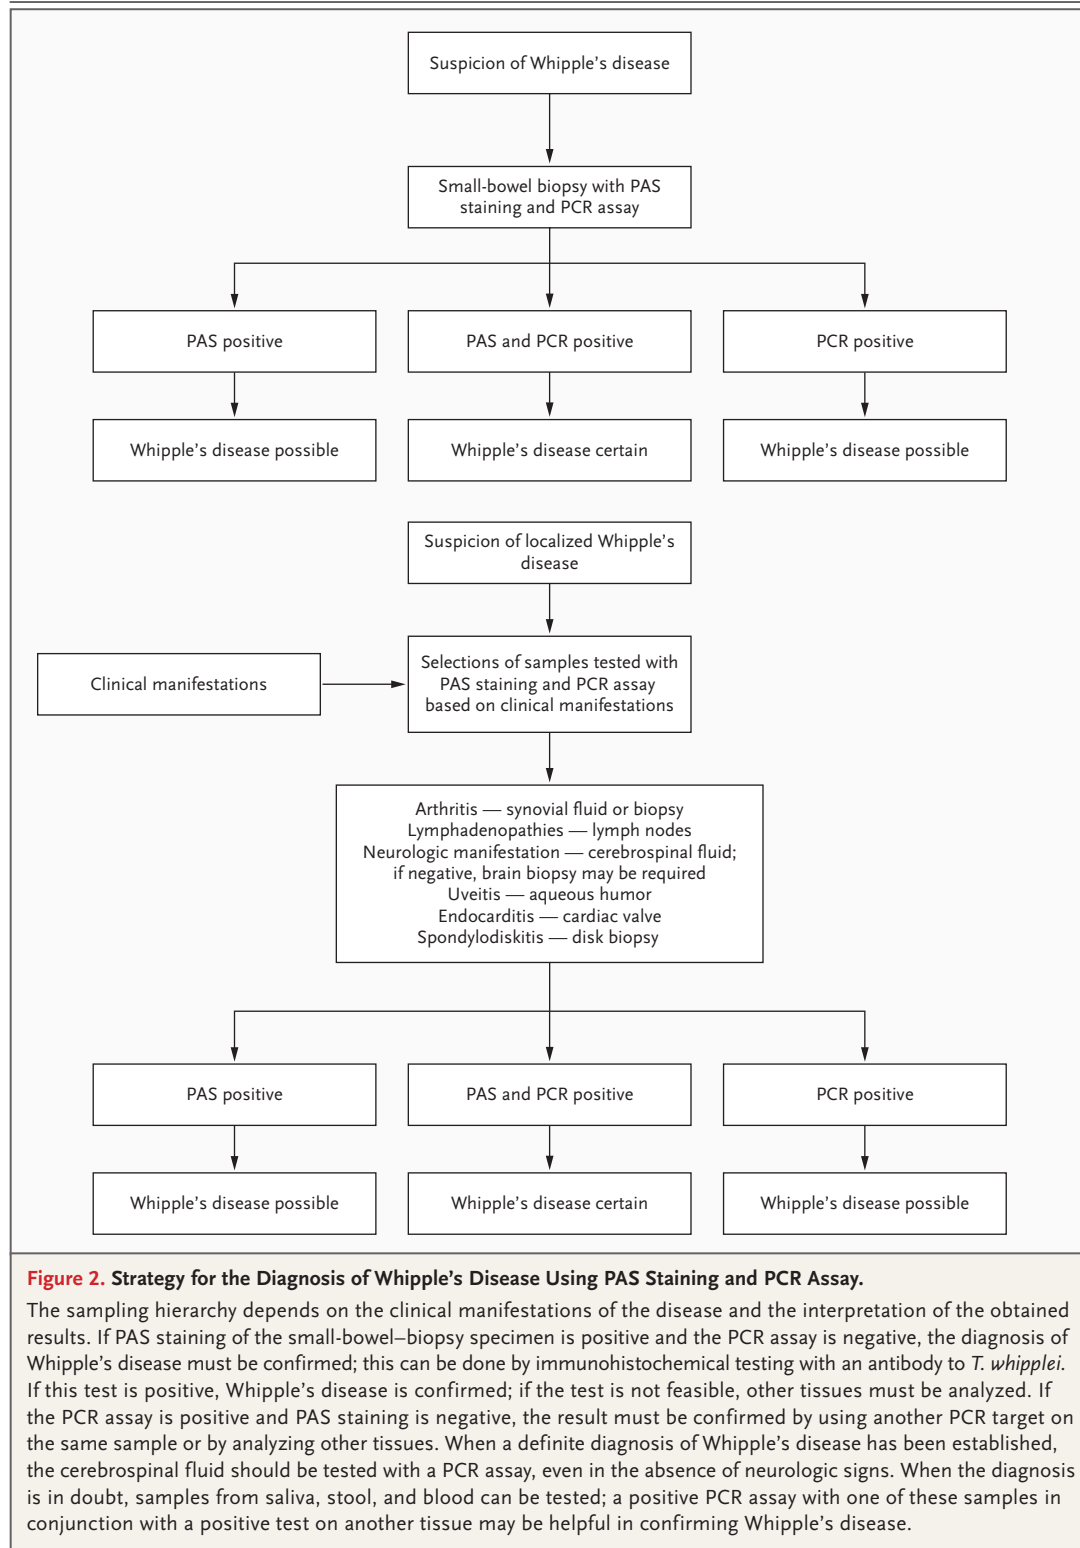 Suspicion of Whipple's disease
Small-bowel biopsy with PAS
staining and PCR assay
PAS positive
PAS and PCR positive
PCR positive
Whipple's disease possible
Whipple's disease certain
Whipple's disease possible
Suspicion of localized Whipple's
disease
Clinical manifestations
Selections of samples tested with
PAS staining and PCR assay
based on clinical manifestations
Arthritis — synovial fluid or biopsy
Lymphadenopathies — lymph nodes
Neurologic manifestation — cerebrospinal fluid;
if negative, brain biopsy may be required
Uveitis — aqueous humor
Endocarditis — cardiac valve
Spondylodiskitis — disk biopsy
PAS positive
PAS and PCR positive
PCR positive
Whipple's disease possible
Whipple's disease certain
Whipple's disease possible
Figure 2. Strategy for the Diagnosis of Whipple's Disease Using PAS Staining and PCR Assay.
The sampling hierarchy depends on the clinical manifestations of the disease and the interpretation of the obtained
results. If PAS staining of the small-bowel–biopsy specimen is positive and the PCR assay is negative, the diagnosis of
Whipple's disease must be confirmed; this can be done by immunohistochemical testing with an antibody to T. whipplei.
If this test is positive, Whipple's disease is confirmed; if the test is not feasible, other tissues must be analyzed. If
the PCR assay is positive and PAS staining is negative, the result must be confirmed by using another PCR target on
the same sample or by analyzing other tissues. When a definite diagnosis of Whipple's disease has been established,
the cerebrospinal fluid should be tested with a PCR assay, even in the absence of neurologic signs. When the diagnosis
is in doubt, samples from saliva, stool, and blood can be tested; a positive PCR assay with one of these samples in
conjunction with a positive test on another tissue may be helpful in confirming Whipple's disease.